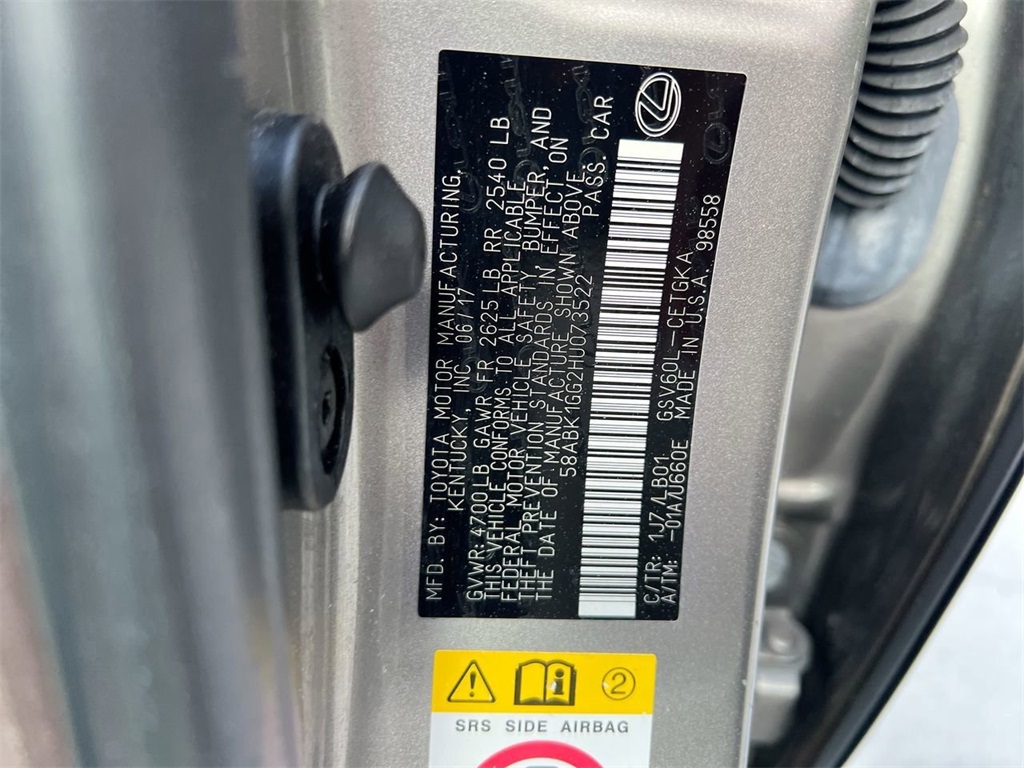 MFD. BY: TOYOTA MOTOR MANUFACTURING,
KENTUCKY, INC 06/17
GVWR: 4700LB GAWR FR 2625LB RR 2540 LB
THIS VEHICLE CONFORMS TO ALL APPLICABLE
FEDERAL MOTOR VEHICLE SAFETY, BUMPER, AND
THEFT PREVENTION STANDARDS IN EFFECT ON
THE DATE OF MANUFACTURE SHOWN ABOVE.
58ABK1GG2HU073522 PASS. CAR
C/TR: 1J7/LB01 GSV60L-CETGKA
A/TM: -01A/U660E MADE IN U.S.A. 98558
2
SRS SIDE AIRBAG